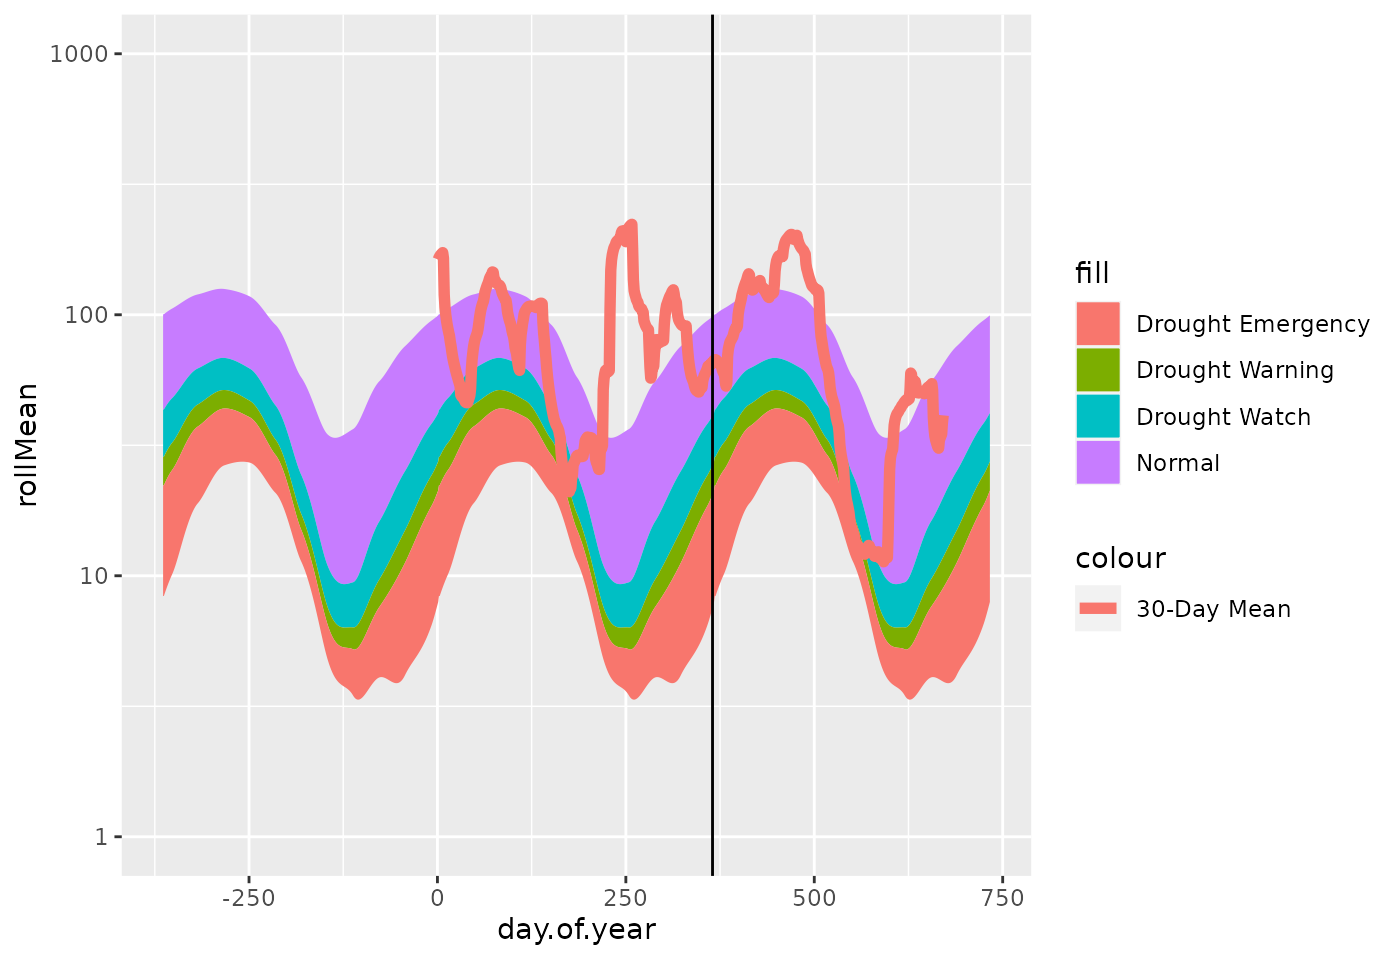 1000
100
10
1
rollMean
-250
0
250
500
750
day.of.year
fill
Drought Emergency
Drought Warning
Drought Watch
Normal
colour
30-Day Mean